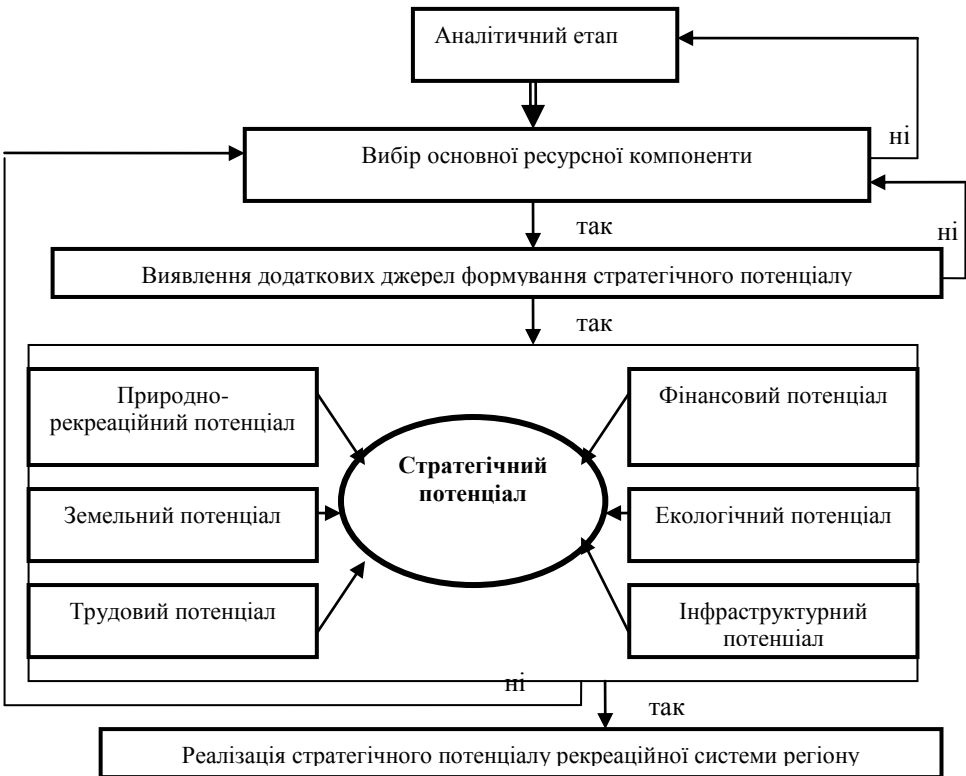 Аналітичний етап
ні
Вибір основної ресурсної компоненти
так
ні
Виявлення додаткових джерел формування стратегічного потенціалу
так
Природно-
рекреаційний потенціал
Фінансовий потенціал
Стратегічний
потенціал
Земельний потенціал
Екологічний потенціал
Трудовий потенціал
Інфраструктурний
потенціал
ні
так
Реалізація стратегічного потенціалу рекреаційної системи регіону